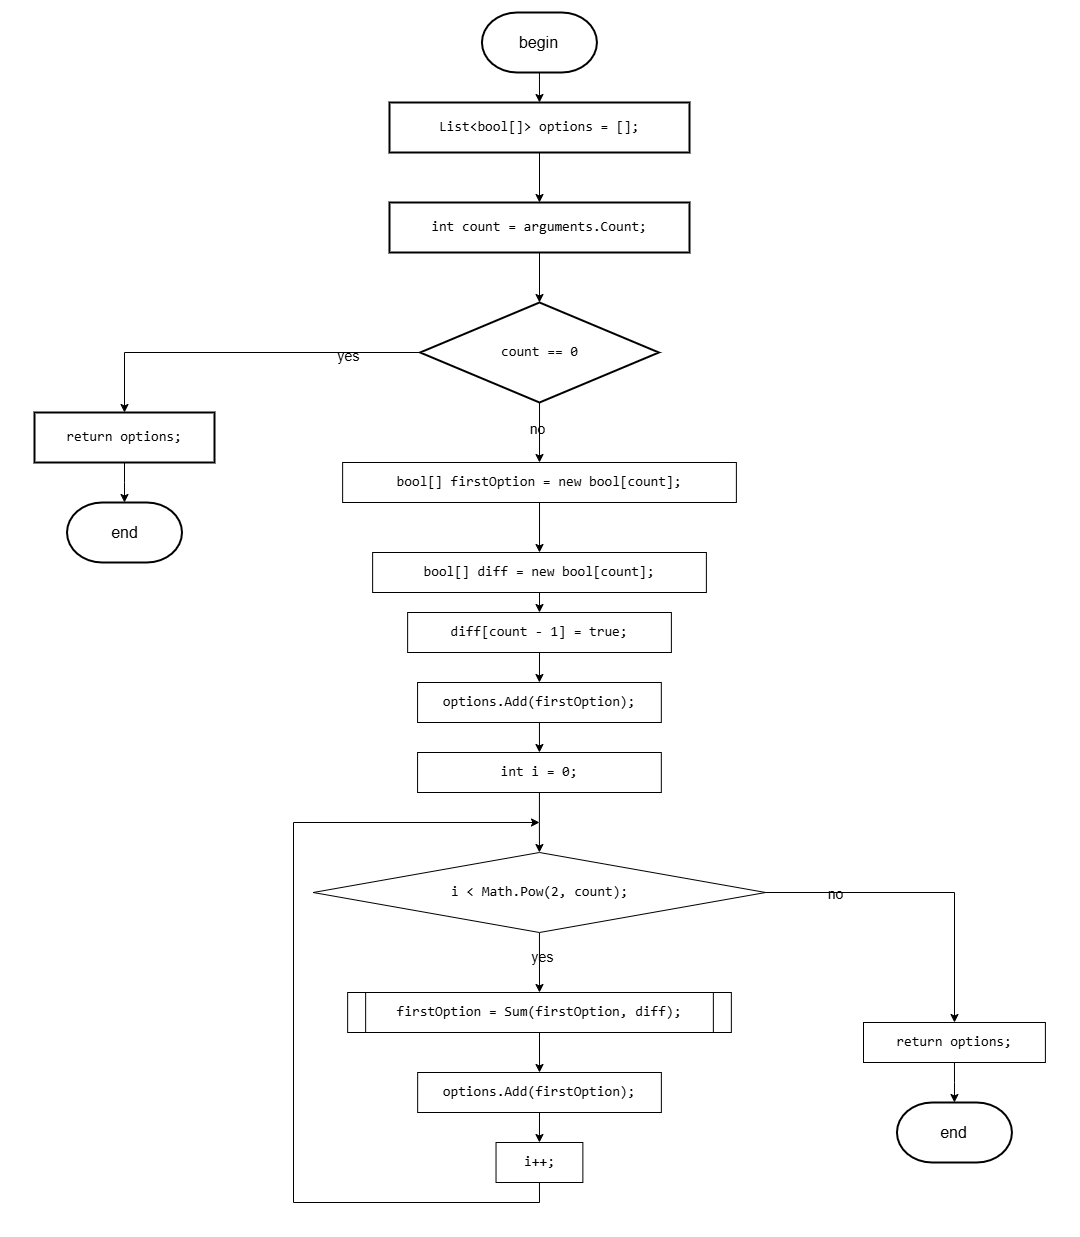 begin
List<bool[]> options = [];
int count = arguments.Count;
count == 0
yes
no
return options;
end
bool[] firstOption = new bool[count];
bool[] diff = new bool[count];
diff[count - 1] = true;
options.Add(firstOption);
int i = 0;
i < Math.Pow(2, count);
no
yes
firstOption = Sum(firstOption, diff);
return options;
options.Add(firstOption);
end
i++;